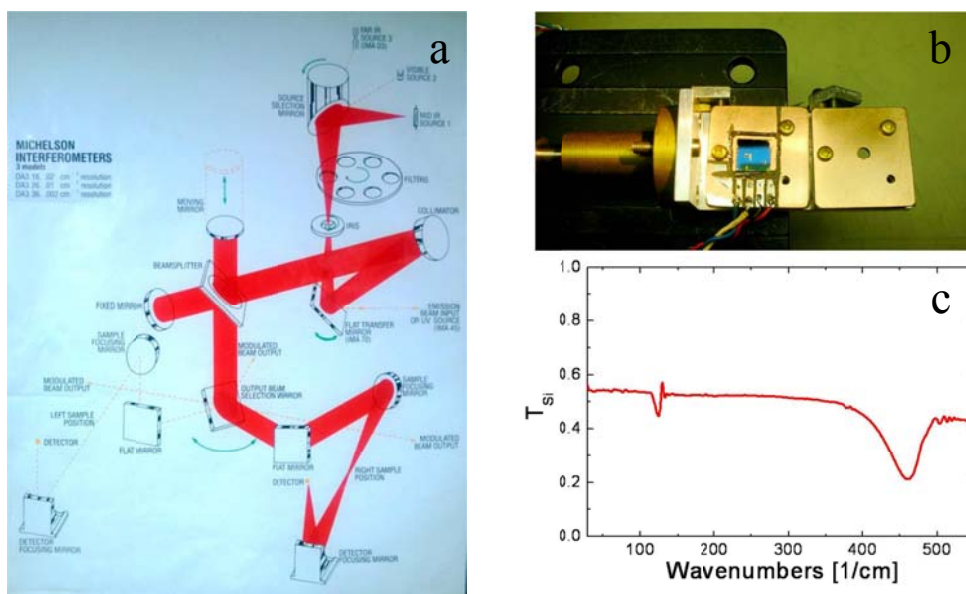 a
FAR IR
SOURCE 3
(IMA 03)
VISIBLE
SOURCE 2
SOURCE
SELECTION
MIRROR
MID IR
SOURCE 1
MICHELSON
INTERFEROMETERS
3 models
DA3.16, .02 cm⁻¹ resolution
DA3.26, .01 cm⁻¹ resolution
DA3.36, .002 cm⁻¹ resolution
FILTERS
MOVING
MIRROR
IRIS
COLLIMATOR
BEAMSPLITTER
FIXED MIRROR
EMISSION
BEAM INPUT
OR U.V. SOURCE
FLAT TRANSFER
MIRROR
SAMPLE
FOCUSING
MIRROR
MODULATED
BEAM OUTPUT
MODULATED
BEAM OUTPUT
OUTPUT BEAM
SELECTION MIRROR
SAMPLE
FOCUSING
MIRROR
LEFT SAMPLE
POSITION
DETECTOR
FLAT MIRROR
MODULATED
BEAM OUTPUT
FLAT MIRROR
RIGHT SAMPLE
POSITION
DETECTOR
DETECTOR
FOCUSING MIRROR
DETECTOR
FOCUSING MIRROR
b
c
1.0
0.8
0.6
0.4
0.2
0.0
T_Si
100 200 300 400 500
Wavenumbers [1/cm]